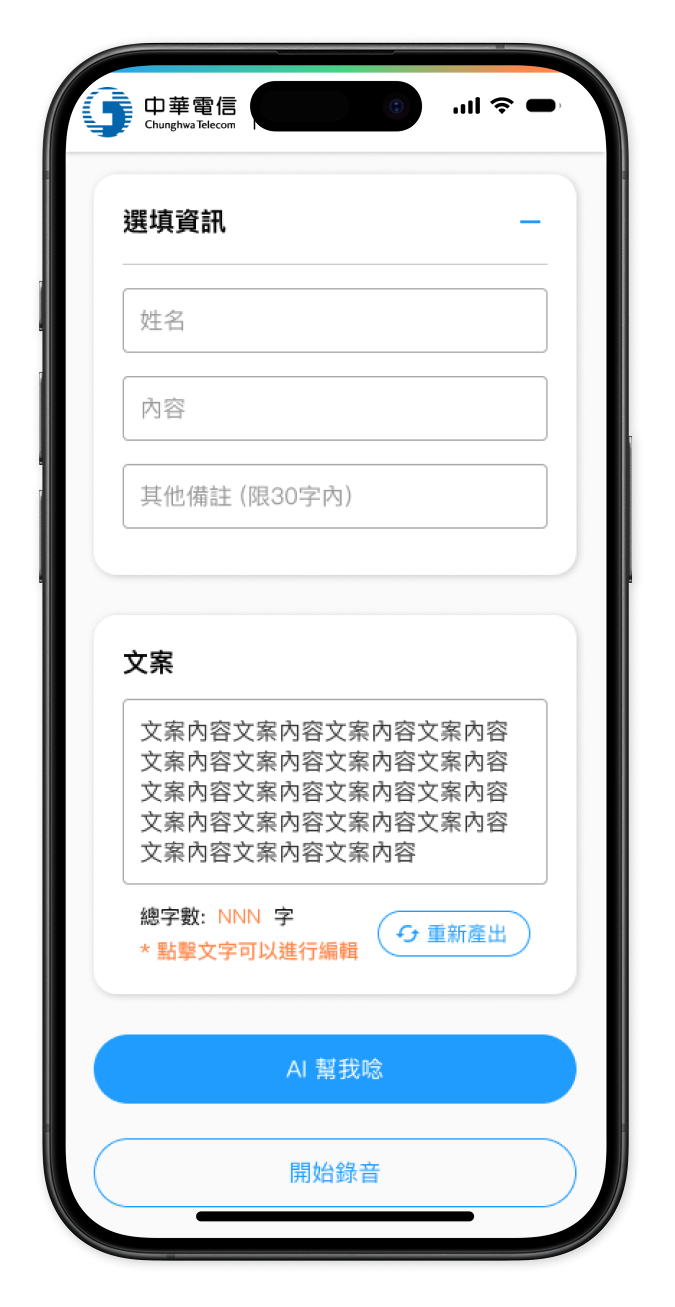 中華電信
Chunghwa Telecom
選填資訊
姓名
內容
其他備註 (限30字內)
文案
文案內容文案內容文案內容文案內容
文案內容文案內容文案內容文案內容
文案內容文案內容文案內容文案內容
文案內容文案內容文案內容文案內容
文案內容文案內容文案內容
總字數: NNN 字
* 點擊文字可以進行編輯
重新產出
AI 幫我唸
開始錄音